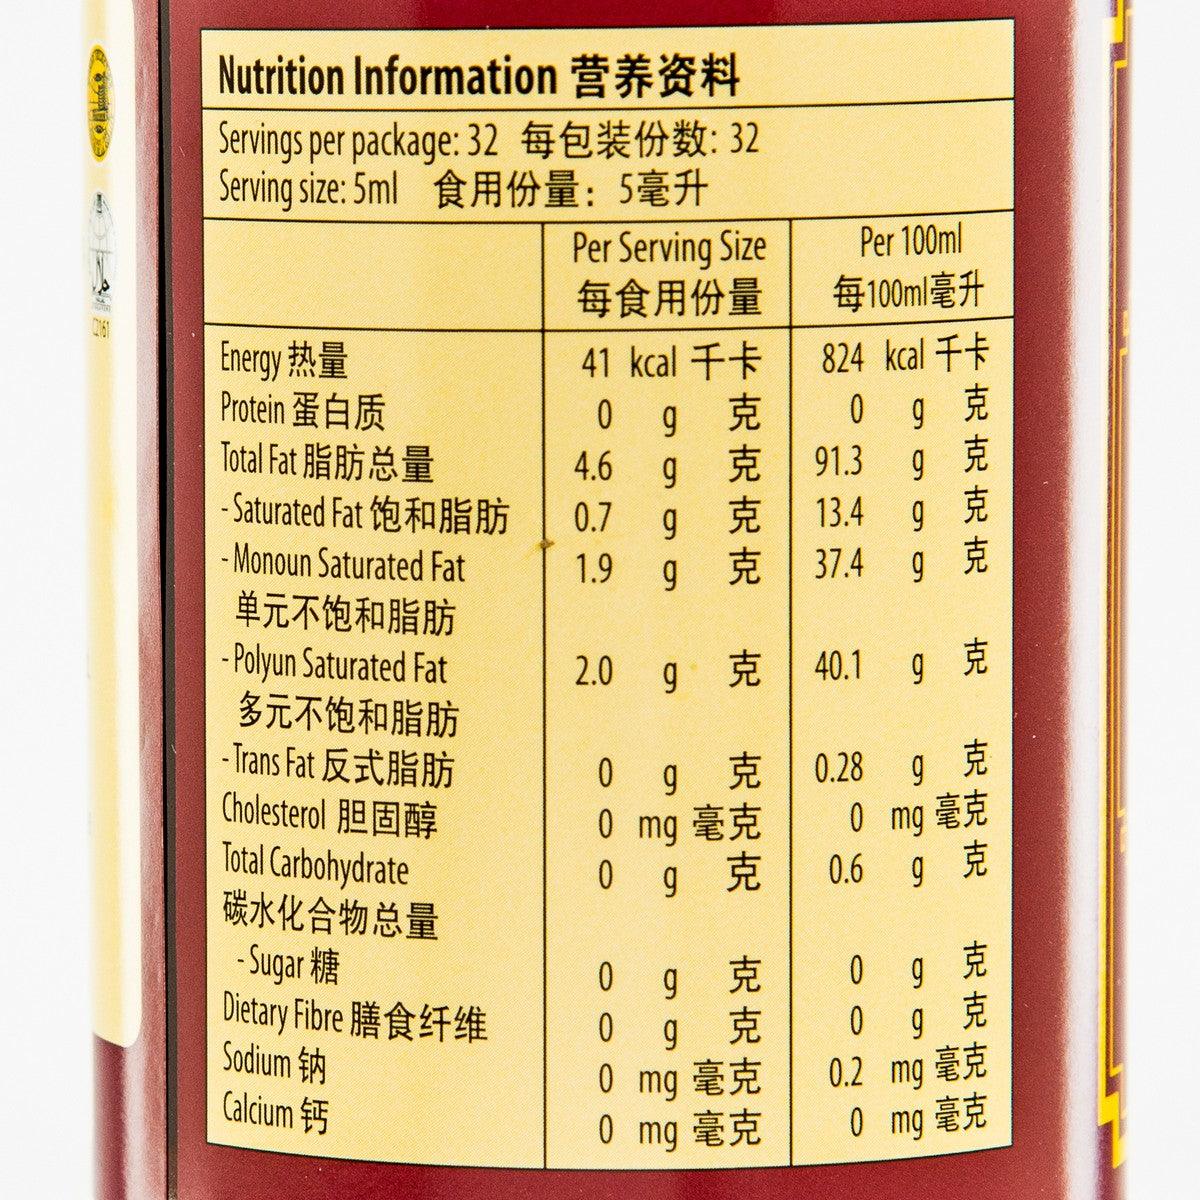 Nutrition Information 营养资料
Servings per package: 32 每包装份数: 32
Serving size: 5ml 食用份量: 5毫升
Per Serving Size Per 100ml
每食用份量 每100ml毫升
Energy 热量 41 kcal 千卡 824 kcal 千卡
Protein 蛋白质 0 g 克 0 g 克
Total Fat 脂肪总量 4.6 g 克 91.3 g 克
- Saturated Fat 饱和脂肪 0.7 g 克 13.4 g 克
- Monoun Saturated Fat 1.9 g 克 37.4 g 克
单元不饱和脂肪
- Polyun Saturated Fat 2.0 g 克 40.1 g 克
多元不饱和脂肪
- Trans Fat 反式脂肪 0 g 克 0.28 g 克
Cholesterol 胆固醇 0 mg 毫克 0 mg 毫克
Total Carbohydrate 0 g 克 0.6 g 克
碳水化合物总量
- Sugar 糖 0 g 克 0 g 克
Dietary Fibre 膳食纤维 0 g 克 0 g 克
Sodium 钠 0 mg 毫克 0.2 mg 毫克
Calcium 钙 0 mg 毫克 0 mg 毫克